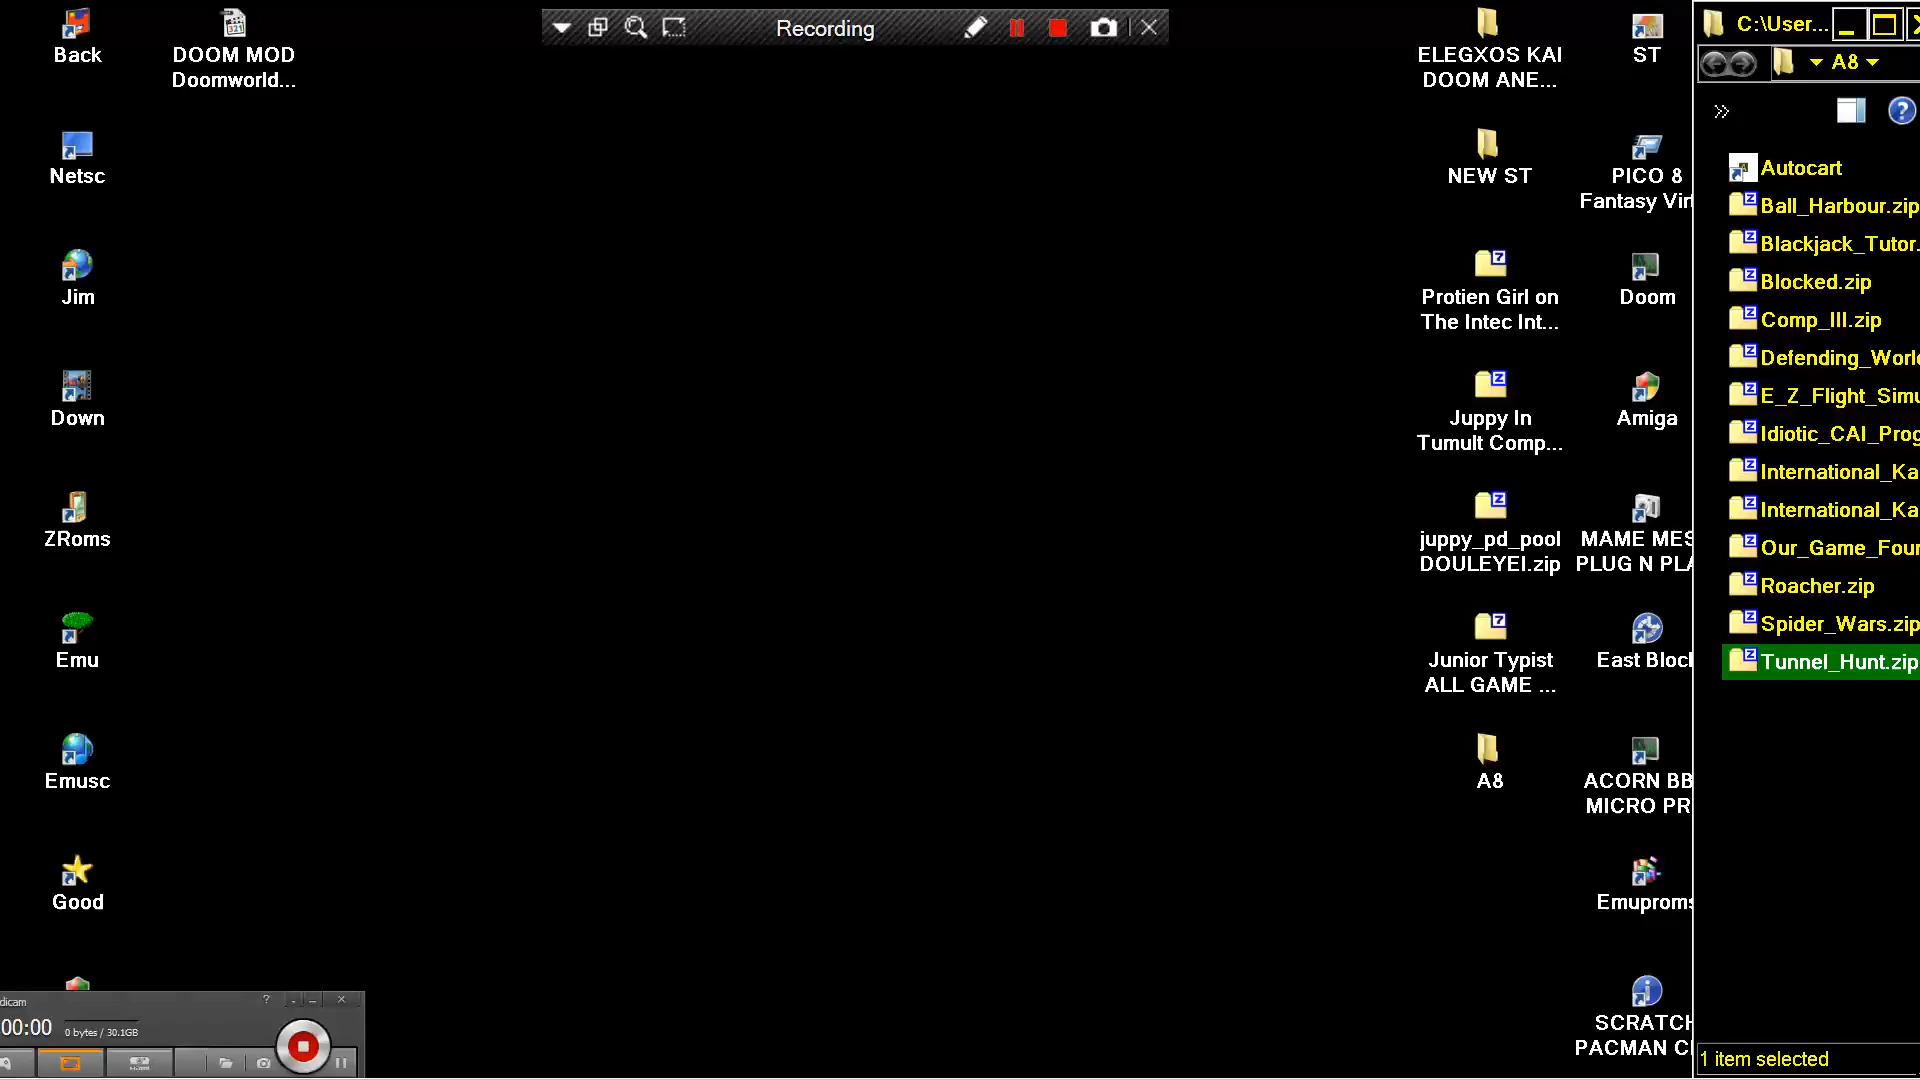 Back
DOOM MOD
Doomworld...
Netsc
Jim
Down
ZRoms
Emu
Emusc
Good
Recording
ELEGXOS KAI
DOOM ANE...
ST
NEW ST
PICO 8
Fantasy Virt
Protien Girl on
The Intec Int...
Doom
Juppy In
Tumult Comp...
Amiga
juppy_pd_pool
DOULEYEI.zip
MAME MES
PLUG N PLA
Junior Typist
ALL GAME ...
East Block
A8
ACORN BB
MICRO PR
Emuproms
SCRATCH
PACMAN C
C:\User...
A8
Autocart
Ball_Harbour.zip
Blackjack_Tutor.
Blocked.zip
Comp_III.zip
Defending_World
E_Z_Flight_Simu
Idiotic_CAI_Prog
International_Ka
International_Ka
Our_Game_Four
Roacher.zip
Spider_Wars.zip
Tunnel_Hunt.zip
1 item selected
dicam
00:00
0 bytes / 30.1GB